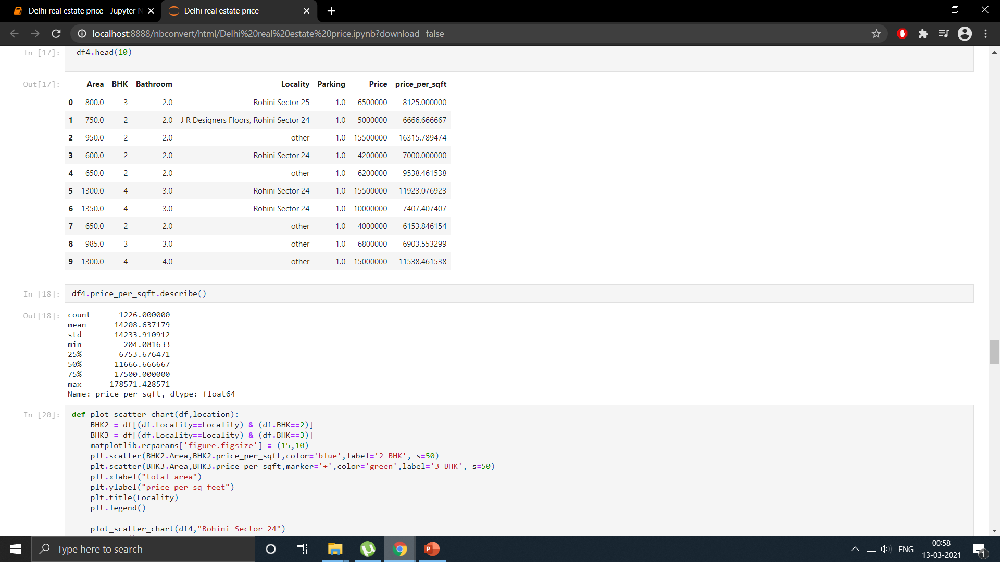 Delhi real estate price - Jupyter N
Delhi real estate price
localhost:8888/nbconvert/html/Delhi%20real%20estate%20price.ipynb?download=false
In [17]: df4.head(10)
Out[17]:
Area BHK Bathroom Locality Parking Price price_per_sqft
0 800.0 3 2.0 Rohini Sector 25 1.0 6500000 8125.000000
1 750.0 2 2.0 J R Designers Floors, Rohini Sector 24 1.0 5000000 6666.666667
2 950.0 2 2.0 other 1.0 15500000 16315.789474
3 600.0 2 2.0 Rohini Sector 24 1.0 4200000 7000.000000
4 650.0 2 2.0 other 1.0 6200000 9538.461538
5 1300.0 4 3.0 Rohini Sector 24 1.0 15500000 11923.076923
6 1350.0 4 3.0 Rohini Sector 24 1.0 10000000 7407.407407
7 650.0 2 2.0 other 1.0 4000000 6153.846154
8 985.0 3 3.0 other 1.0 6800000 6903.553299
9 1300.0 4 4.0 other 1.0 15000000 11538.461538
In [18]: df4.price_per_sqft.describe()
Out[18]: count 1226.000000
mean 14208.637179
std 14233.910912
min 204.081633
25% 6753.676471
50% 11666.666667
75% 17500.000000
max 178571.428571
Name: price_per_sqft, dtype: float64
In [20]: def plot_scatter_chart(df,location):
BHK2 = df[(df.Locality==Locality) & (df.BHK==2)]
BHK3 = df[(df.Locality==Locality) & (df.BHK==3)]
matplotlib.rcparams['figure.figsize'] = (15,10)
plt.scatter(BHK2.Area,BHK2.price_per_sqft,color='blue',label='2 BHK', s=50)
plt.scatter(BHK3.Area,BHK3.price_per_sqft,marker='+',color='green',label='3 BHK', s=50)
plt.xlabel("total area")
plt.ylabel("price per sq feet")
plt.title(Locality)
plt.legend()
plot_scatter_chart(df4,"Rohini Sector 24")
Type here to search
ENG
00:58
13-03-2021
1